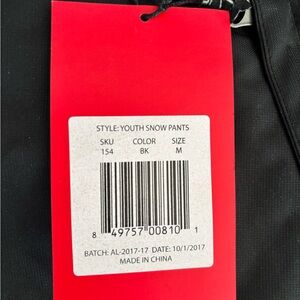 STYLE: YOUTH SNOW PANTS
SKU COLOR SIZE
154 BK M
8 49757 00810 1
BATCH: AL-2017-17 DATE: 10/1/2017
MADE IN CHINA